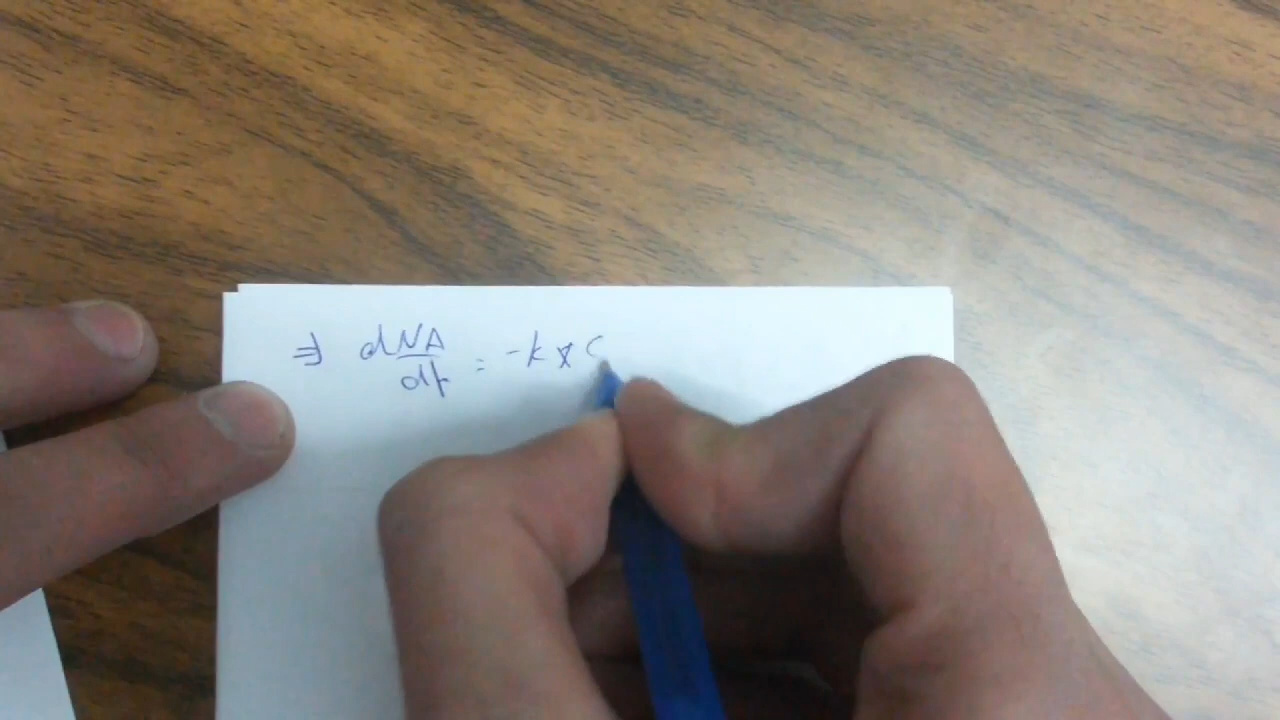 ⇒ dNA/dt = -k x C